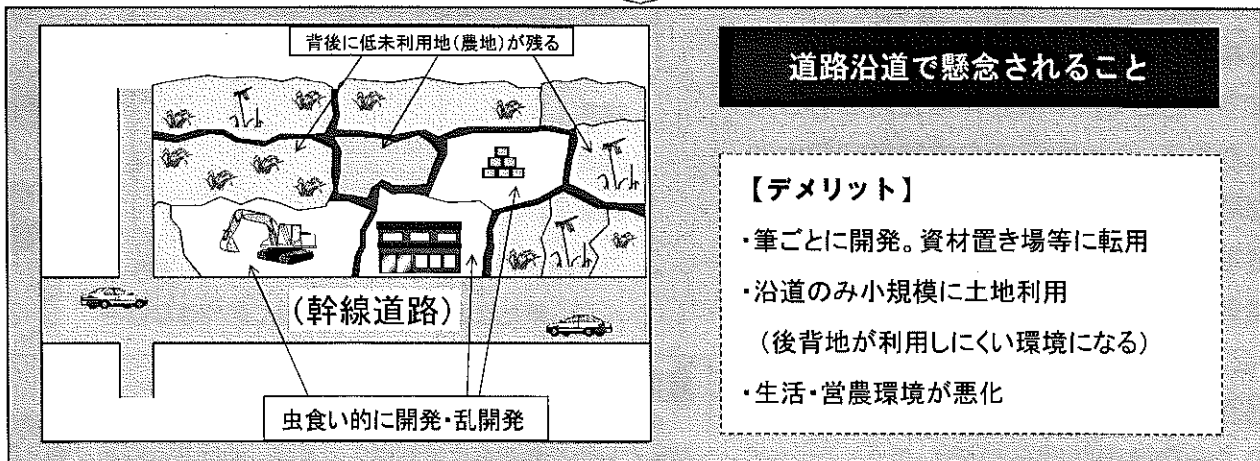 背後に低未利用地(農地)が残る
(幹線道路)
虫食い的に開発・乱開発
道路沿道で懸念されること
【デメリット】
・筆ごとに開発。資材置き場等に転用
・沿道のみ小規模に土地利用
(後背地が利用しにくい環境になる)
・生活・営農環境が悪化